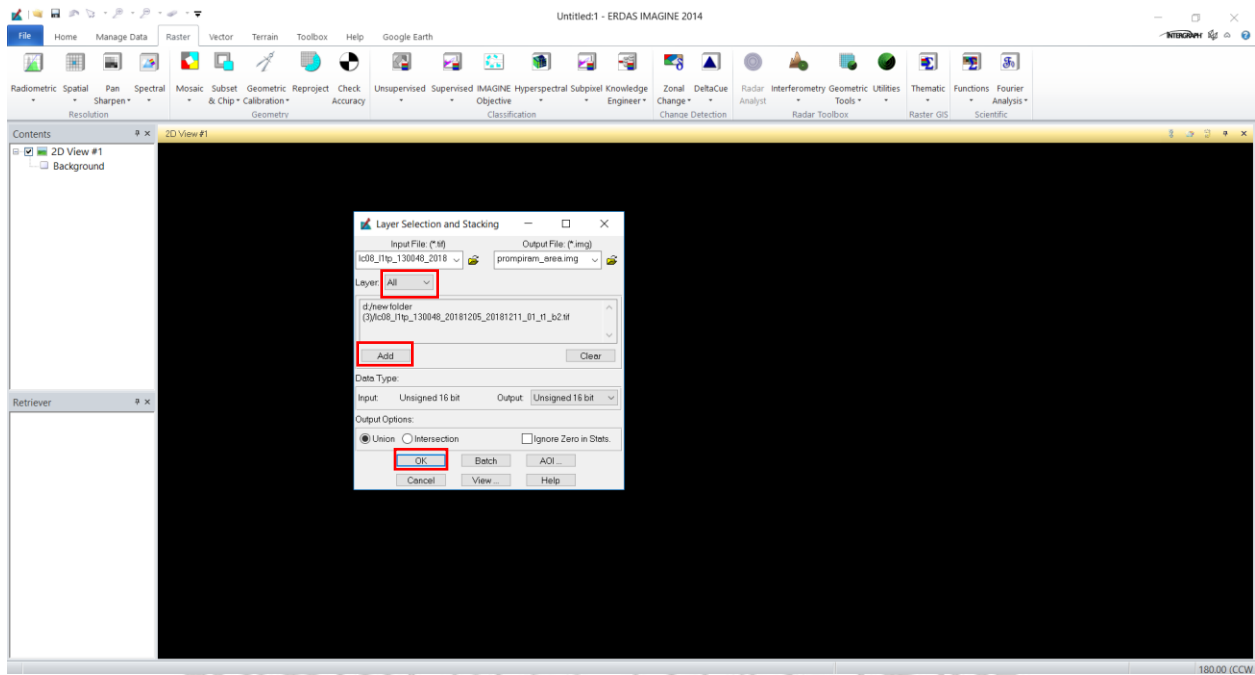 Untitled:1 - ERDAS IMAGINE 2014
File Home Manage Data Raster Vector Terrain Toolbox Help Google Earth
INTERGRAPH
Radiometric Spatial Pan Sharpen Spectral Mosaic Subset & Chip Geometric Calibration Reproject Check Accuracy Unsupervised Supervised IMAGINE Objective Hyperspectral Subpixel Knowledge Engineer Zonal Change DeltaCue Radar Analyst Interferometry Geometric Tools Utilities Thematic Functions Fourier Analysis
Resolution Geometry Classification Change Detection Radar Toolbox Raster GIS Scientific
Contents
2D View #1
2D View #1
Background
Retriever
Layer Selection and Stacking
Input File: (*.tif) Output File: (*.img)
lc08_l1tp_130048_2018 prompiram_area.img
Layer: All
d:/new folder
(3)/lc08_l1tp_130048_20181205_20181211_01_t1_b2.tif
Add Clear
Data Type:
Input: Unsigned 16 bit Output: Unsigned 16 bit
Output Options:
Union Intersection Ignore Zero in Stats.
OK Batch AOI ...
Cancel View ... Help
180.00 (CCW